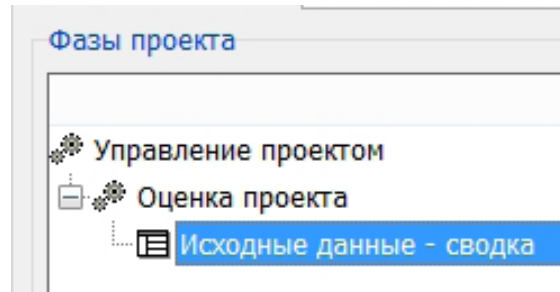 Фазы проекта
Управление проектом
Оценка проекта
Исходные данные - сводка